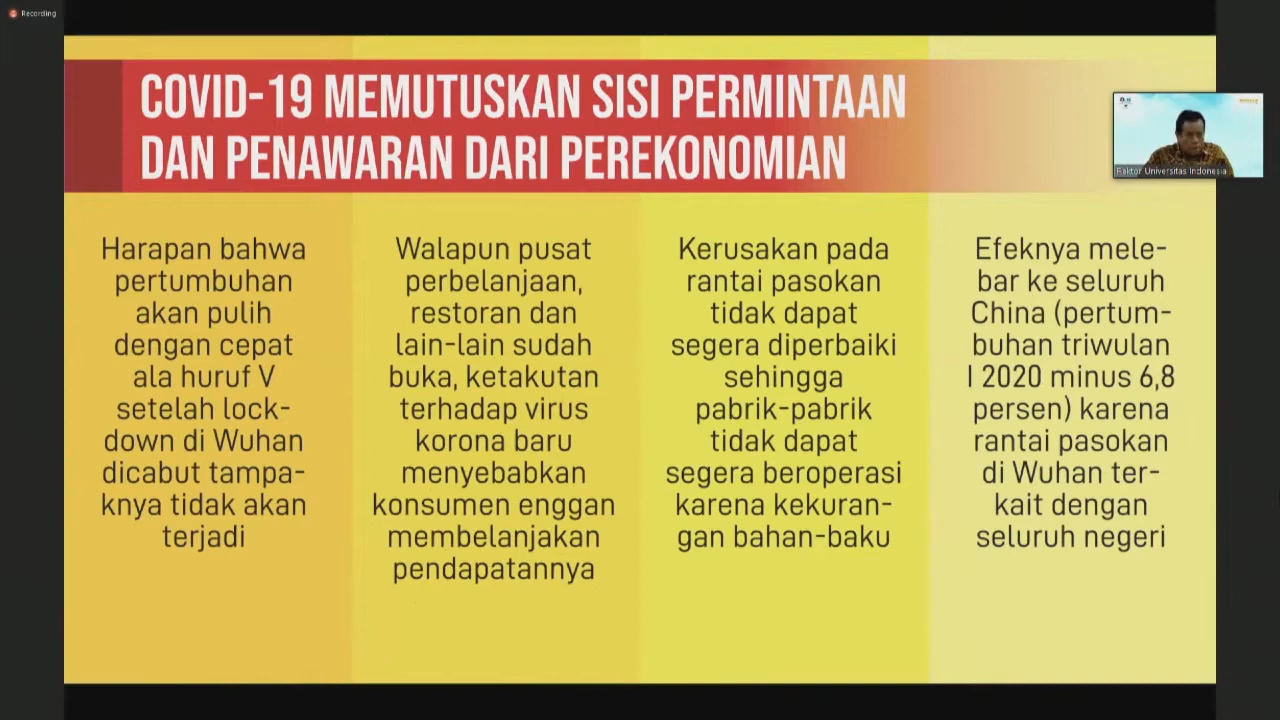 Recording
COVID-19 MEMUTUSKAN SISI PERMINTAAN
DAN PENAWARAN DARI PEREKONOMIAN
Rektor Universitas Indonesia
Harapan bahwa
pertumbuhan
akan pulih
dengan cepat
ala huruf V
setelah lock-
down di Wuhan
dicabut tampa-
knya tidak akan
terjadi
Walapun pusat
perbelanjaan,
restoran dan
lain-lain sudah
buka, ketakutan
terhadap virus
korona baru
menyebabkan
konsumen enggan
membelanjakan
pendapatannya
Kerusakan pada
rantai pasokan
tidak dapat
segera diperbaiki
sehingga
pabrik-pabrik
tidak dapat
segera beroperasi
karena kekuran-
gan bahan-baku
Efeknya mele-
bar ke seluruh
China (pertum-
buhan triwulan
I 2020 minus 6,8
persen) karena
rantai pasokan
di Wuhan ter-
kait dengan
seluruh negeri